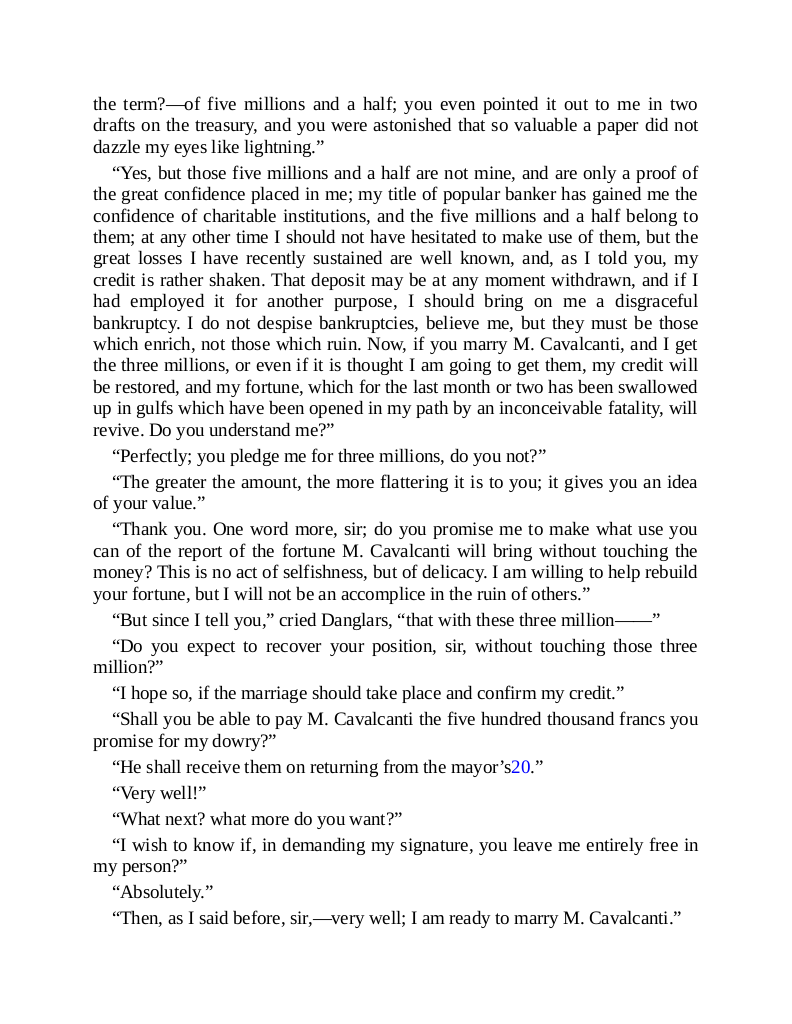 the term?—of five millions and a half; you even pointed it out to me in two
drafts on the treasury, and you were astonished that so valuable a paper did not
dazzle my eyes like lightning.”
“Yes, but those five millions and a half are not mine, and are only a proof of
the great confidence placed in me; my title of popular banker has gained me the
confidence of charitable institutions, and the five millions and a half belong to
them; at any other time I should not have hesitated to make use of them, but the
great losses I have recently sustained are well known, and, as I told you, my
credit is rather shaken. That deposit may be at any moment withdrawn, and if I
had employed it for another purpose, I should bring on me a disgraceful
bankruptcy. I do not despise bankruptcies, believe me, but they must be those
which enrich, not those which ruin. Now, if you marry M. Cavalcanti, and I get
the three millions, or even if it is thought I am going to get them, my credit will
be restored, and my fortune, which for the last month or two has been swallowed
up in gulfs which have been opened in my path by an inconceivable fatality, will
revive. Do you understand me?”
“Perfectly; you pledge me for three millions, do you not?”
“The greater the amount, the more flattering it is to you; it gives you an idea
of your value.”
“Thank you. One word more, sir; do you promise me to make what use you
can of the report of the fortune M. Cavalcanti will bring without touching the
money? This is no act of selfishness, but of delicacy. I am willing to help rebuild
your fortune, but I will not be an accomplice in the ruin of others.”
“But since I tell you,” cried Danglars, “that with these three million——”
“Do you expect to recover your position, sir, without touching those three
million?”
“I hope so, if the marriage should take place and confirm my credit.”
“Shall you be able to pay M. Cavalcanti the five hundred thousand francs you
promise for my dowry?”
“He shall receive them on returning from the mayor’s20.”
“Very well!”
“What next? what more do you want?”
“I wish to know if, in demanding my signature, you leave me entirely free in
my person?”
“Absolutely.”
“Then, as I said before, sir,—very well; I am ready to marry M. Cavalcanti.”